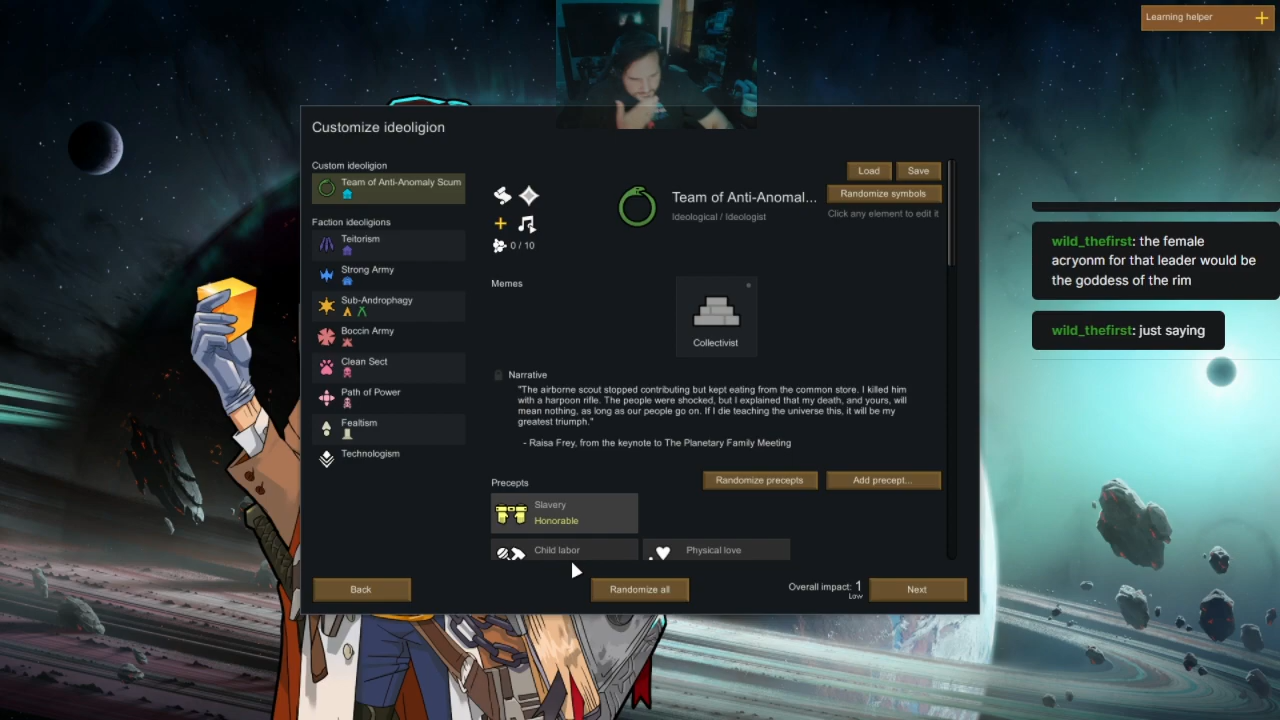 Learning helper
Customize ideoligion
Custom ideoligion
Team of Anti-Anomaly Scum
Faction ideoligions
Teitorism
Strong Army
Sub-Androphagy
Boccin Army
Clean Sect
Path of Power
Fealtism
Technologism
0 / 10
Team of Anti-Anomal...
Ideological / Ideologist
Load
Save
Randomize symbols
Click any element to edit it
Memes
Collectivist
Narrative
"The airborne scout stopped contributing but kept eating from the common store. I killed him
with a harpoon rifle. The people were shocked, but I explained that my death, and yours, will
mean nothing, as long as our people go on. If I die teaching the universe this, it will be my
greatest triumph."
- Raisa Frey, from the keynote to The Planetary Family Meeting
Precepts
Randomize precepts
Add precept...
Slavery
Honorable
Child labor
Physical love
Back
Randomize all
Overall impact: 1
Low
Next
wild_thefirst: the female
acryonm for that leader would be
the goddess of the rim
wild_thefirst: just saying